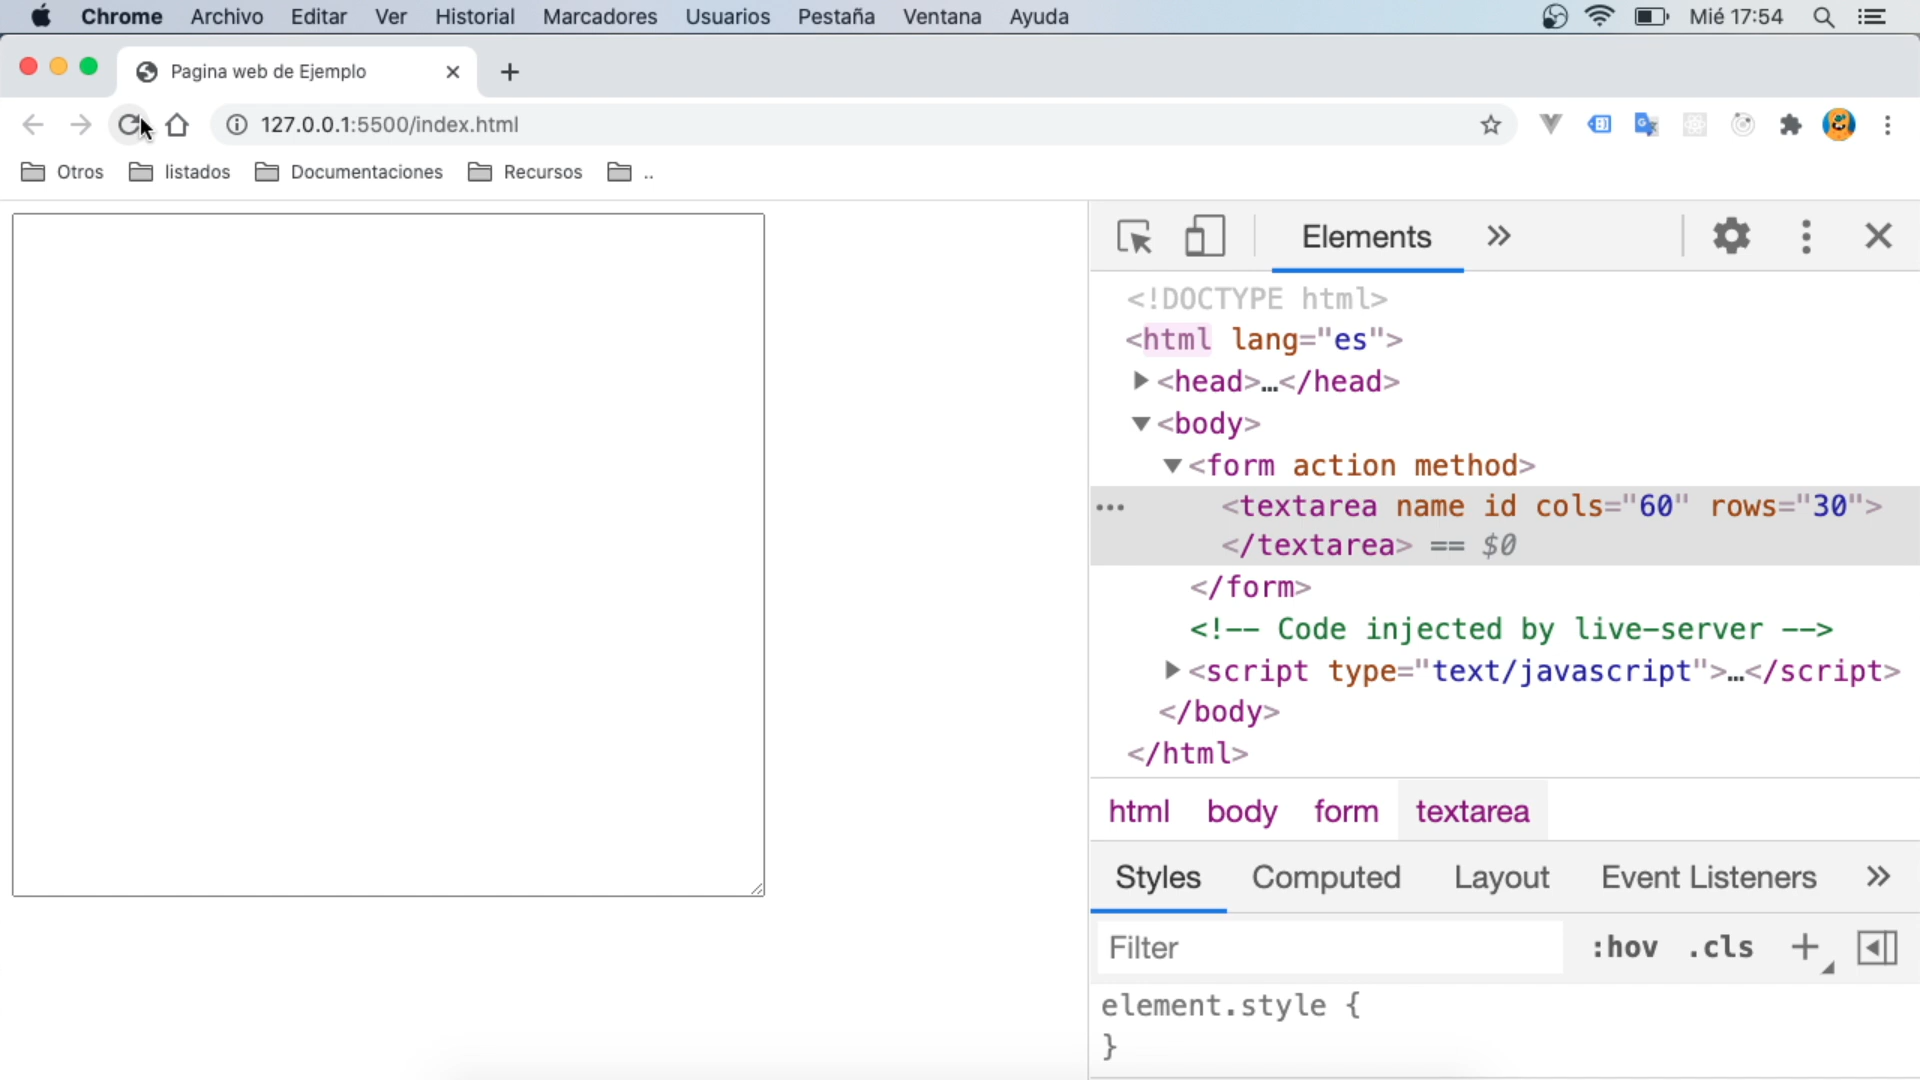 Chrome Archivo Editar Ver Historial Marcadores Usuarios Pestaña Ventana Ayuda Mié 17:54
Pagina web de Ejemplo
127.0.0.1:5500/index.html
Otros listados Documentaciones Recursos ..
Elements
<!DOCTYPE html>
<html lang="es">
<head>…</head>
<body>
<form action method>
<textarea name id cols="60" rows="30">
</textarea> == $0
</form>
<!-- Code injected by live-server -->
<script type="text/javascript">…</script>
</body>
</html>
html body form textarea
Styles Computed Layout Event Listeners
Filter :hov .cls
element.style {
}